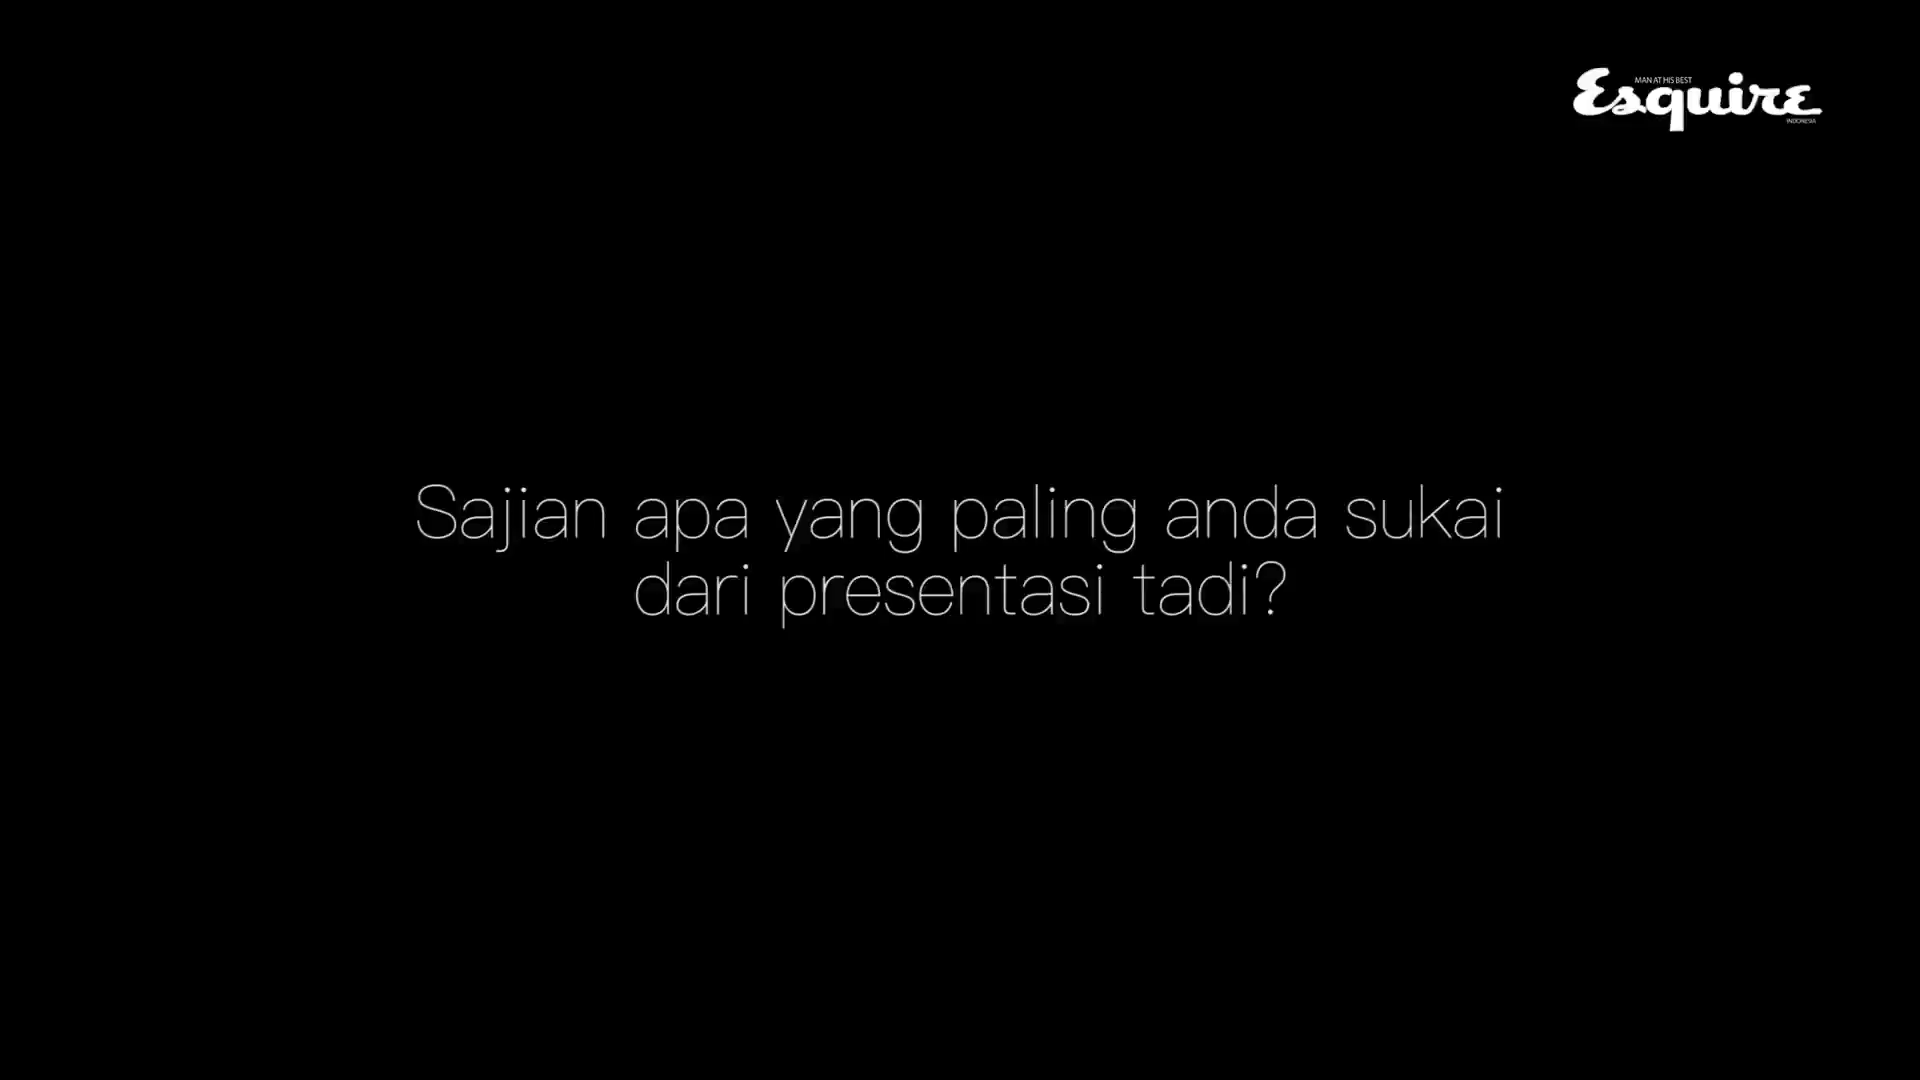 MAN AT HIS BEST
Esquire
INDONESIA
Sajian apa yang paling anda sukai
dari presentasi tadi?